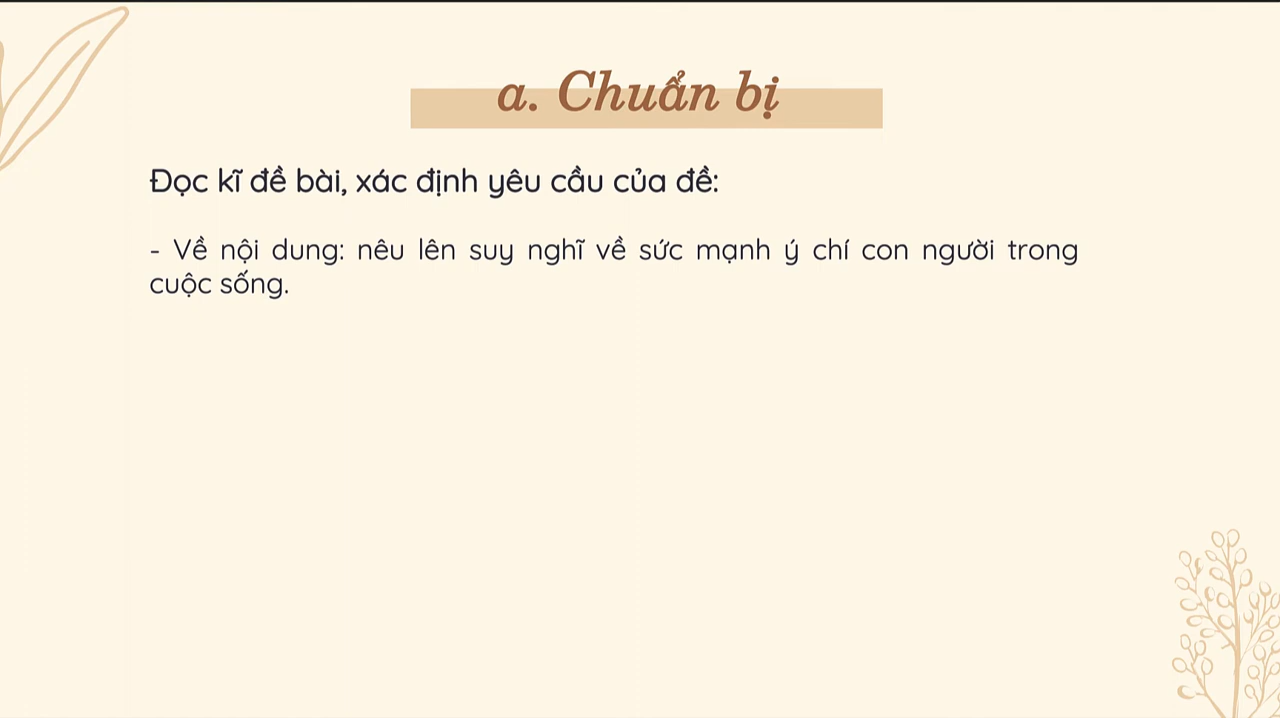 a. Chuẩn bị
Đọc kĩ đề bài, xác định yêu cầu của đề:
- Về nội dung: nêu lên suy nghĩ về sức mạnh ý chí con người trong
cuộc sống.